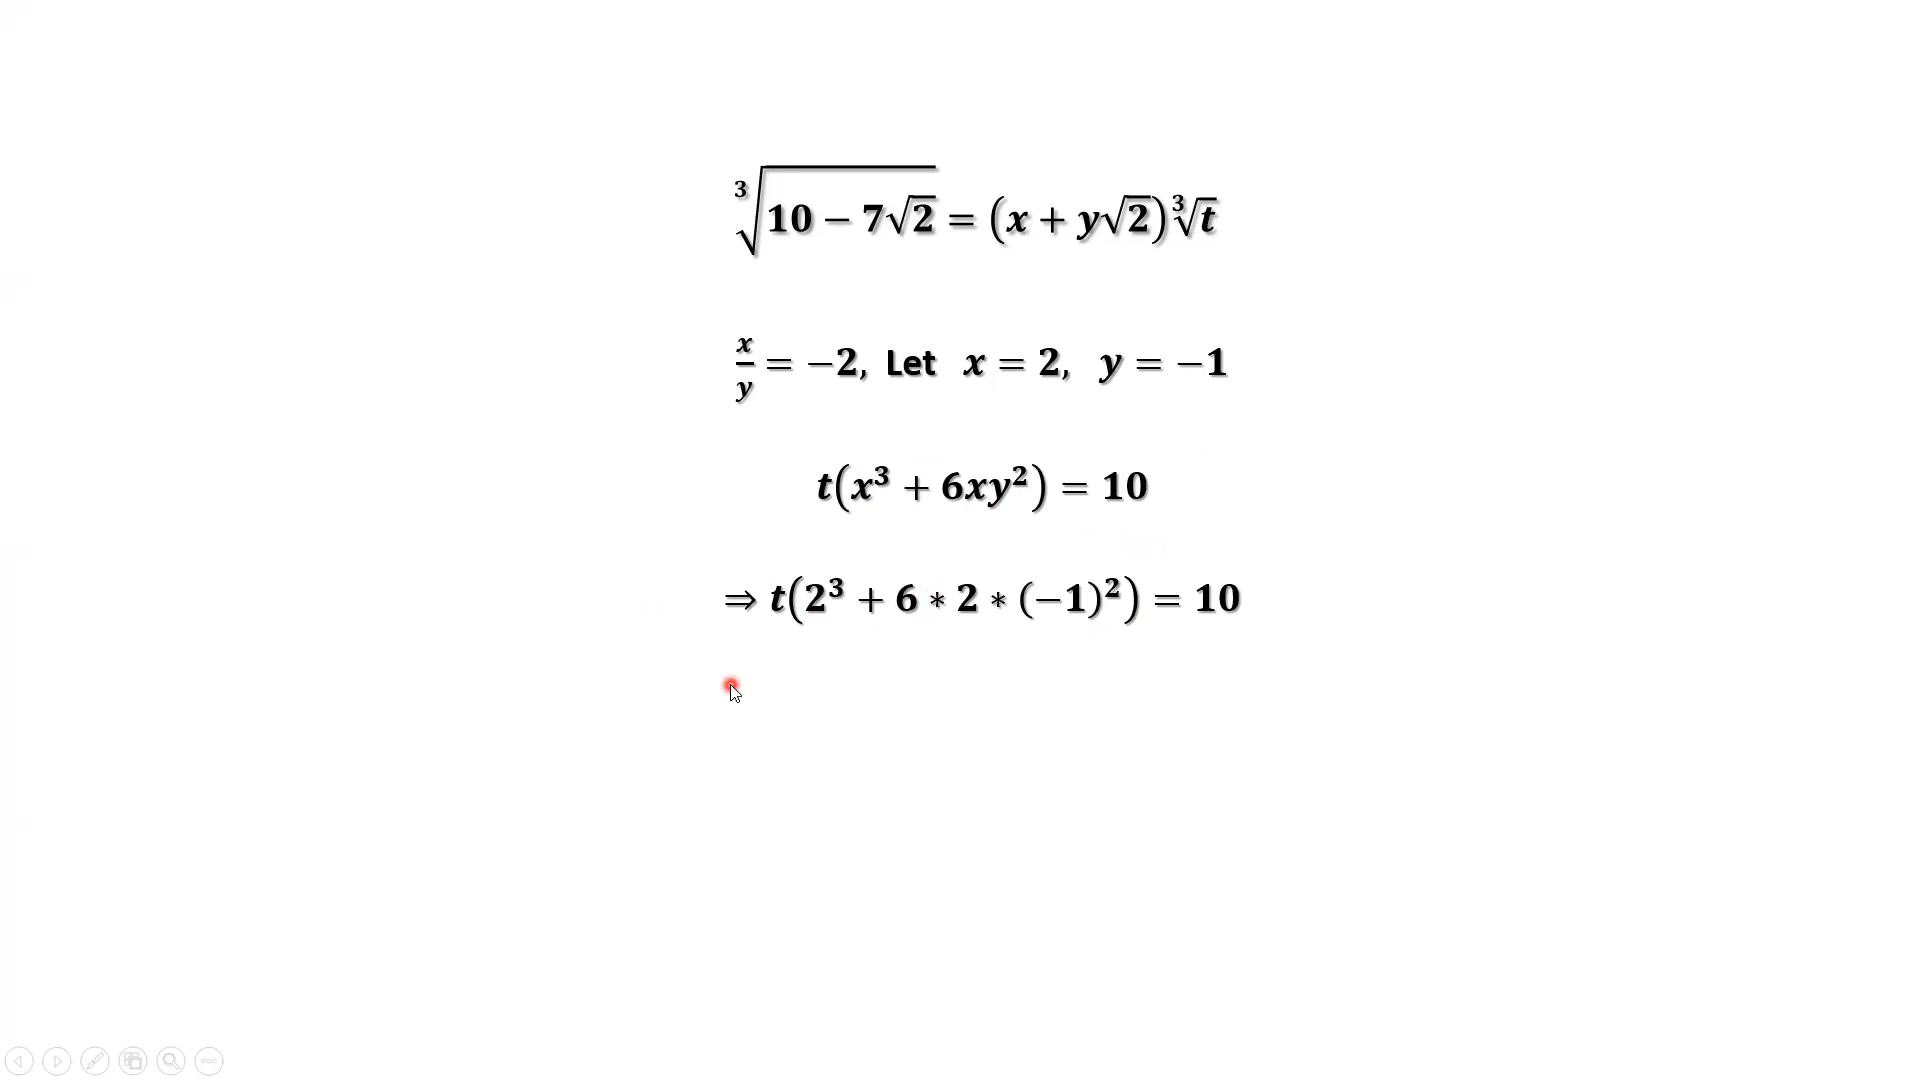 ∛(10 − 7√2) = (x + y√2)∛t
x/y = −2, Let x = 2, y = −1
t(x³ + 6xy²) = 10
⇒ t(2³ + 6 * 2 * (−1)²) = 10